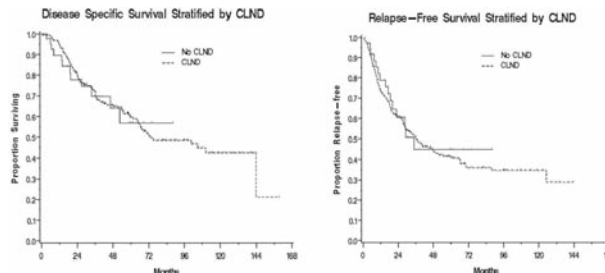 Disease Specific Survival Stratified by CLND
No CLND
CLND
Proportion Surviving
1.0
0.9
0.8
0.7
0.6
0.5
0.4
0.3
0.2
0.1
0.0
0 24 48 72 96 120 144 168
Months
Relapse-Free Survival Stratified by CLND
No CLND
CLND
Proportion Relapse-free
1.0
0.9
0.8
0.7
0.6
0.5
0.4
0.3
0.2
0.1
0.0
0 24 48 72 96 120 144
Months